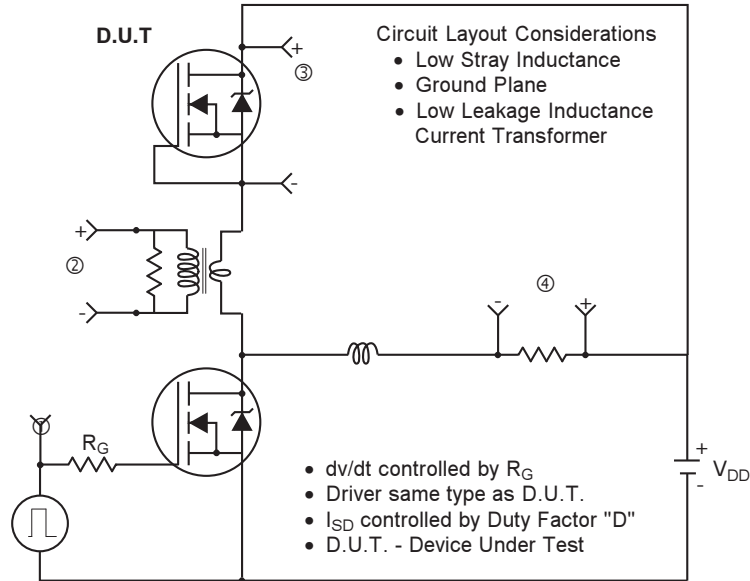 D.U.T
+
③
-
Circuit Layout Considerations
• Low Stray Inductance
• Ground Plane
• Low Leakage Inductance
Current Transformer
+
②
-
④
-
+
①
R_G
+
V_DD
-
• dv/dt controlled by R_G
• Driver same type as D.U.T.
• I_SD controlled by Duty Factor "D"
• D.U.T. - Device Under Test